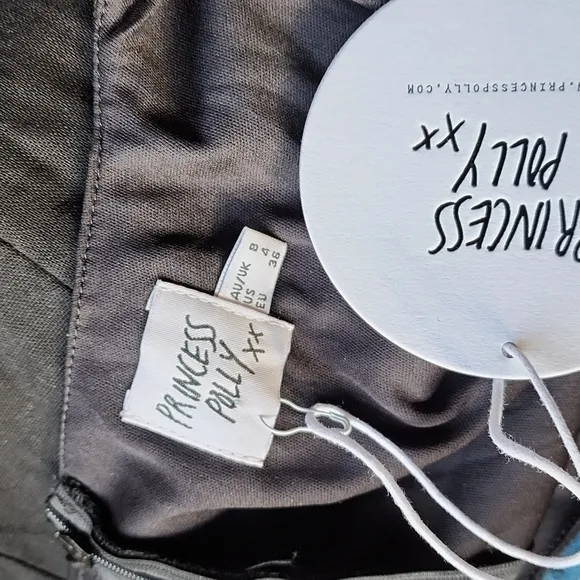 PRINCESS
POLLY
xx
AU/UK 8
US 4
EU 36
PRINCESS
POLLY xx
W.PRINCESSPOLLY.COM